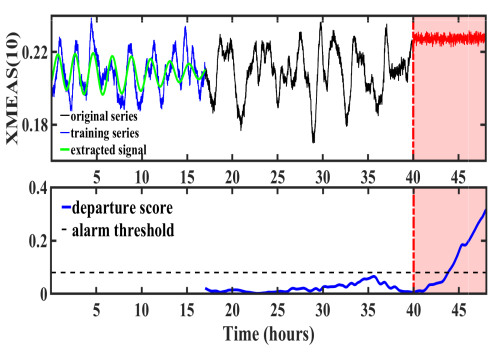 XMEAS(10)
0.22
0.18
original series
training series
extracted signal
5 10 15 20 25 30 35 40 45
0.4
0.2
0
departure score
alarm threshold
5 10 15 20 25 30 35 40 45
Time (hours)